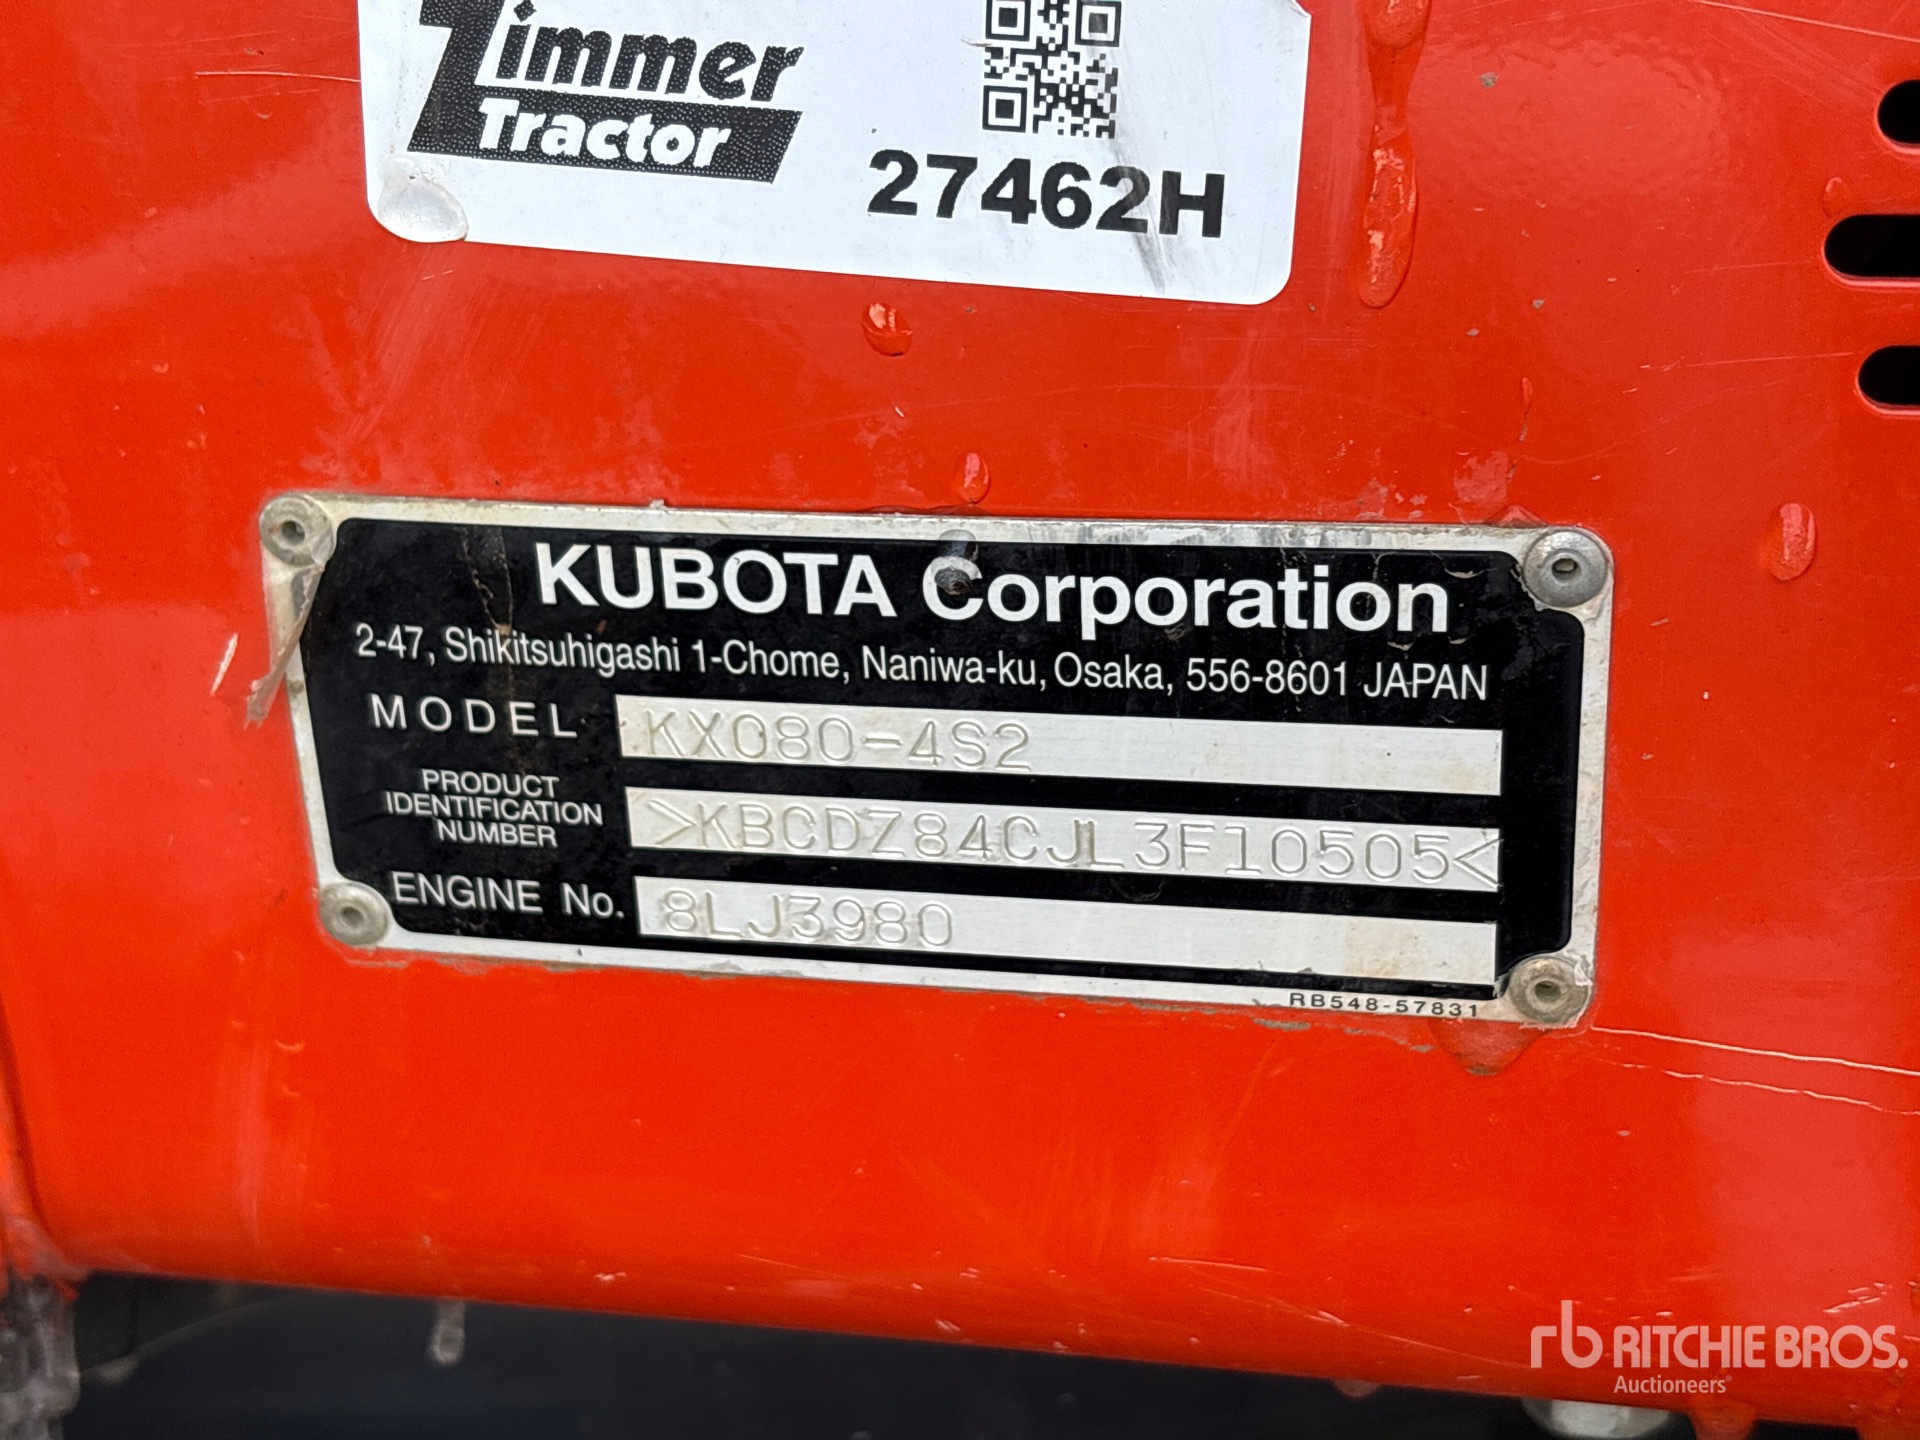 Zimmer
Tractor
27462H
KUBOTA Corporation
2-47, Shikitsuhigashi 1-Chome, Naniwa-ku, Osaka, 556-8601 JAPAN
MODEL KX080-4S2
PRODUCT
IDENTIFICATION
NUMBER >KBCDZ84CJL3F10505<
ENGINE No. 8LJ3980
RB548-57831
rb RITCHIE BROS.
Auctioneers